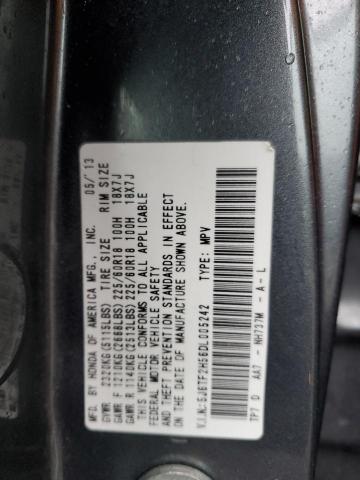 MFD. BY HONDA OF AMERICA MFG., INC. 05/'13
GVWR 2320KG(5115LBS) TIRE SIZE RIM SIZE
GAWR F 1210KG(2668LBS) 225/60R18 100H 18X7J
GAWR R 1140KG(2513LBS) 225/60R18 100H 18X7J
THIS VEHICLE CONFORMS TO ALL APPLICABLE
FEDERAL MOTOR VEHICLE SAFETY
AND THEFT PREVENTION STANDARDS IN EFFECT
ON THE DATE OF MANUFACTURE SHOWN ABOVE.
V.I.N:5J6TF2H56DL005242 TYPE: MPV
TP7 D AA7 NH737M - A - L